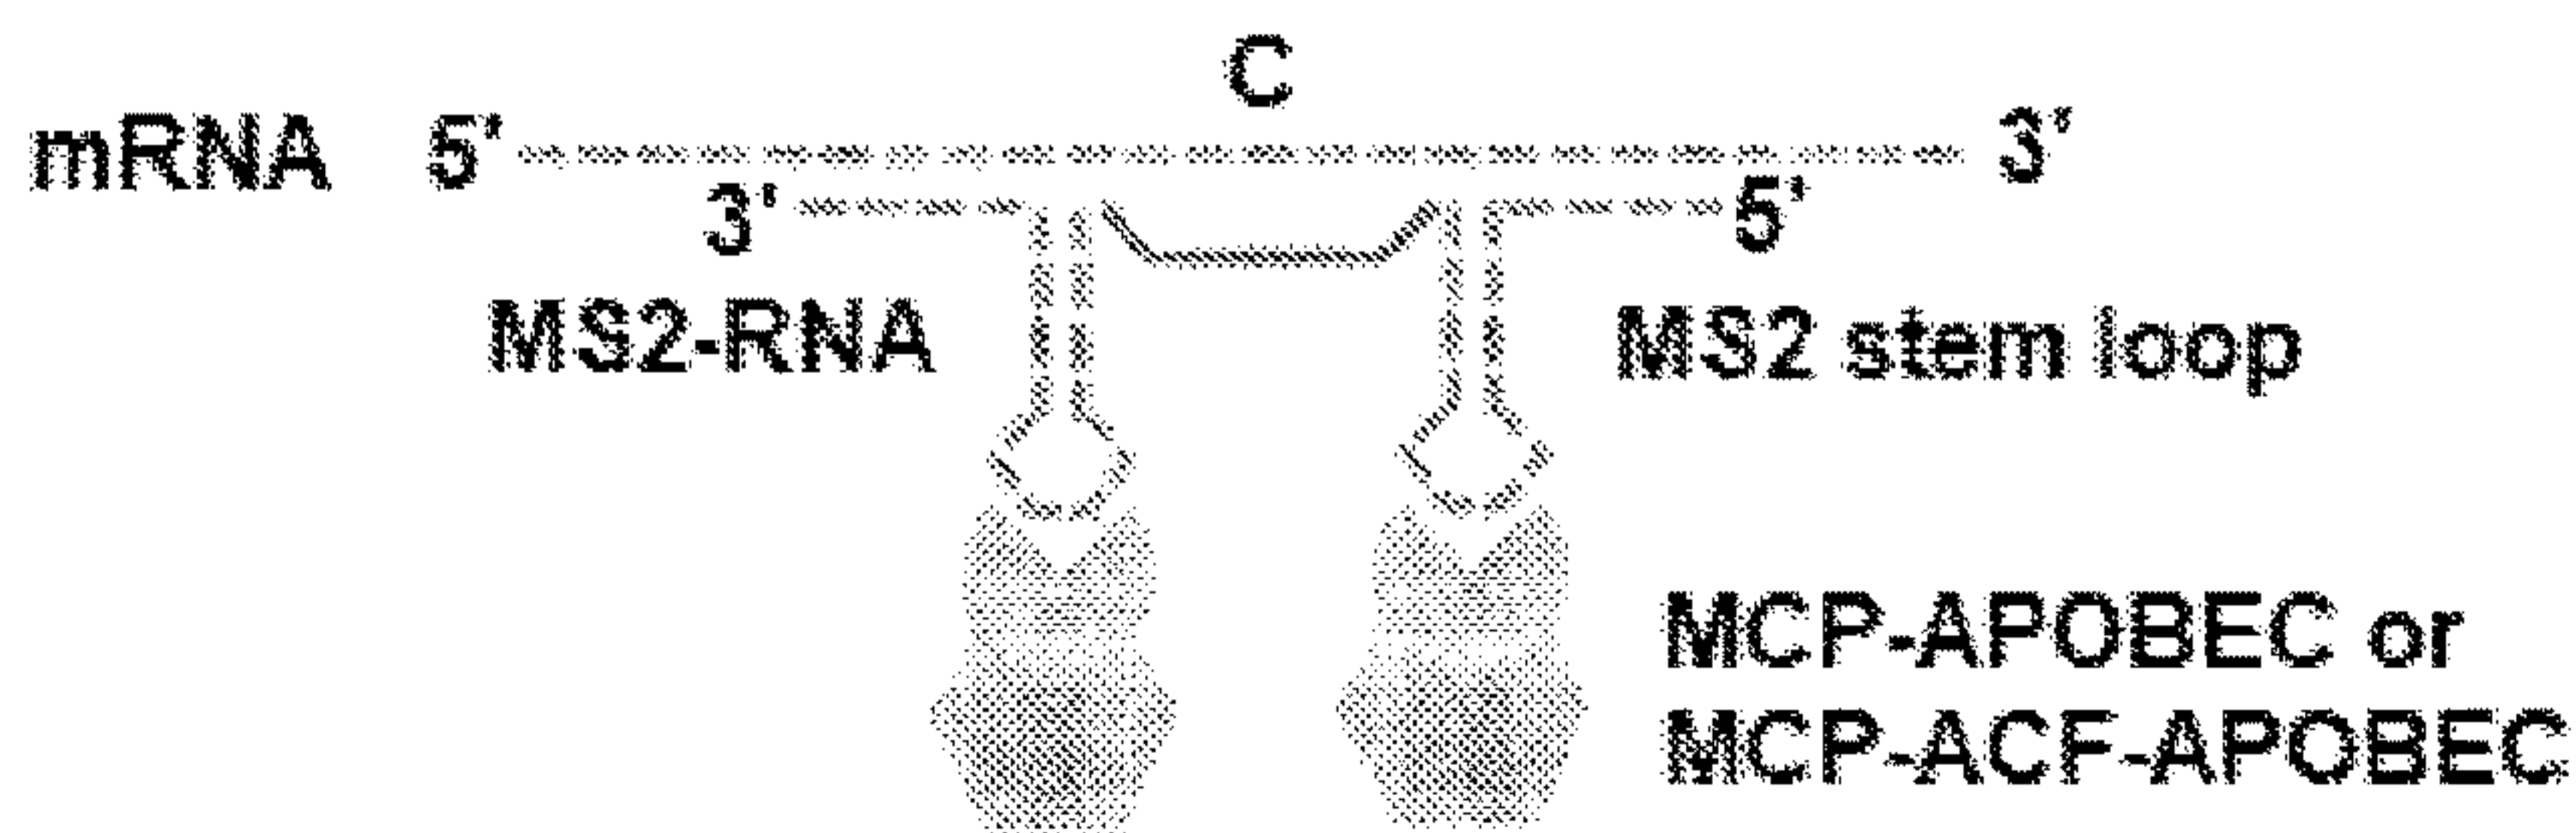 C
mRNA 5' 3'
3' 5'
MS2-RNA MS2 stem loop
MCP-APOBEC or
MCP-ACF-APOBEC